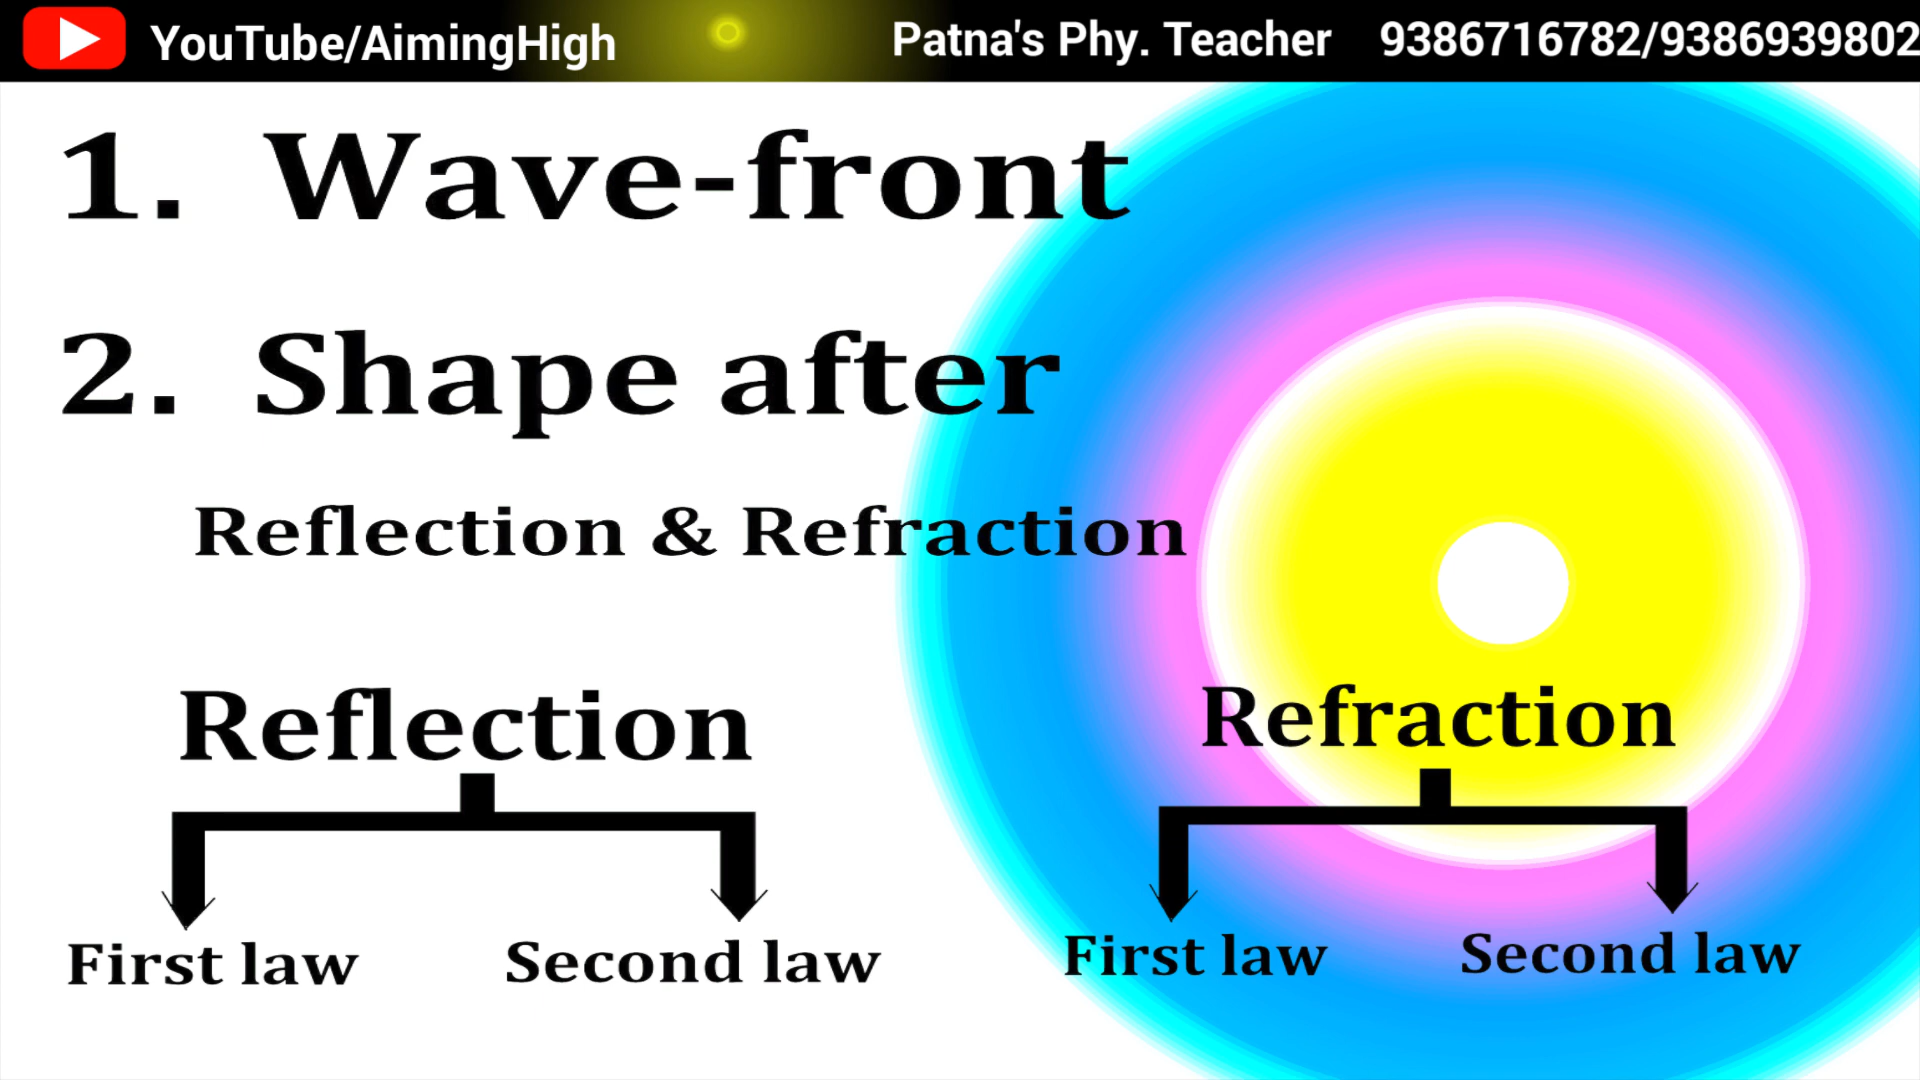 YouTube/AimingHigh Patna's Phy. Teacher 9386716782/9386939802
1. Wave-front
2. Shape after
Reflection & Refraction
Reflection Refraction
First law Second law First law Second law